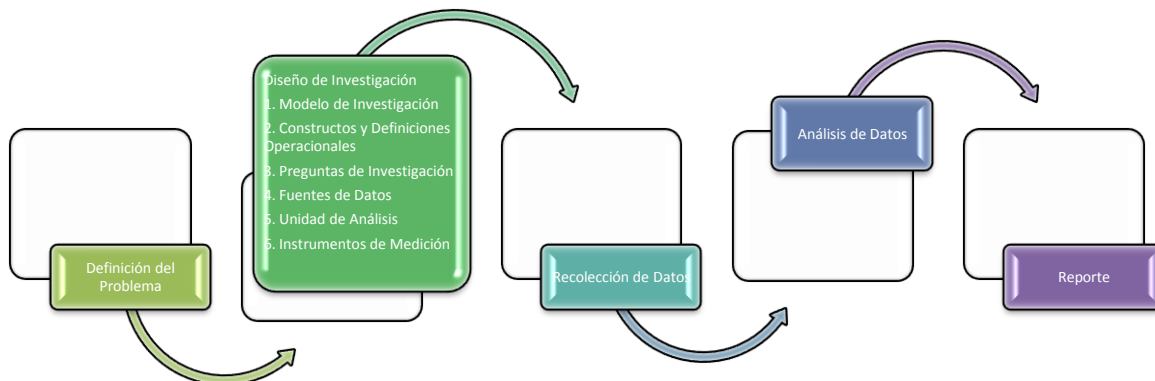 Definición del
Problema
Diseño de Investigación
1. Modelo de Investigación
2. Constructos y Definiciones
Operacionales
3. Preguntas de Investigación
4. Fuentes de Datos
5. Unidad de Análisis
6. Instrumentos de Medición
Recolección de Datos
Análisis de Datos
Reporte